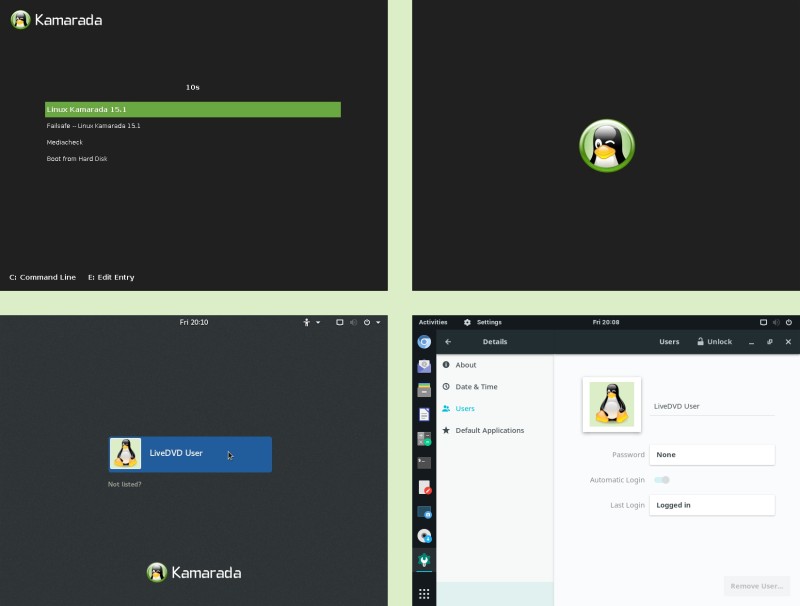 Kamarada
10s
Linux Kamarada 15.1
Failsafe -- Linux Kamarada 15.1
Mediacheck
Boot from Hard Disk
C: Command Line E: Edit Entry
Fri 20:10
LiveDVD User
Not listed?
Kamarada
Activities Settings Fri 20:08
Details Users Unlock
About
Date & Time
Users
Default Applications
LiveDVD User
Password None
Automatic Login
Last Login Logged in
Remove User...